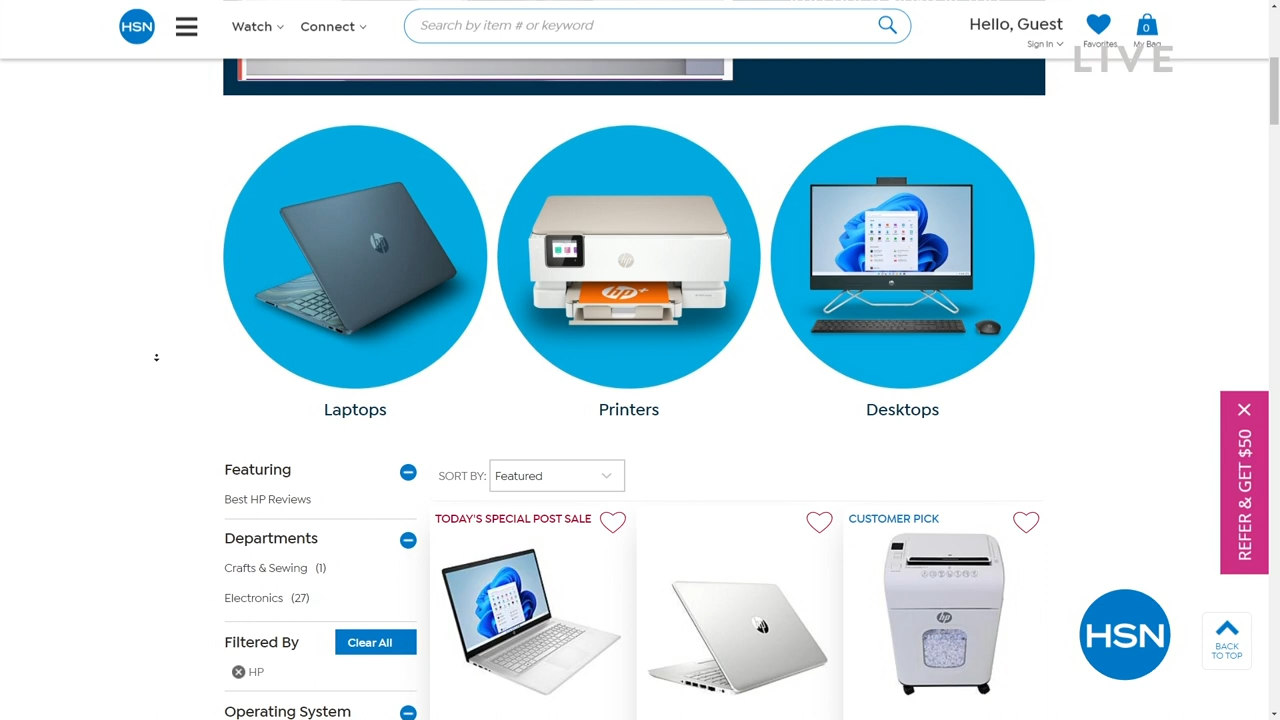 HSN
Watch
Connect
Search by item # or keyword
Hello, Guest
Sign In
Favorites
0
My Bag
LIVE
hp
Laptops
Printers
Desktops
Featuring
Best HP Reviews
Departments
Crafts & Sewing (1)
Electronics (27)
Filtered By
Clear All
HP
Operating System
SORT BY: Featured
TODAY'S SPECIAL POST SALE
CUSTOMER PICK
REFER & GET $50
HSN
BACK
TO TOP